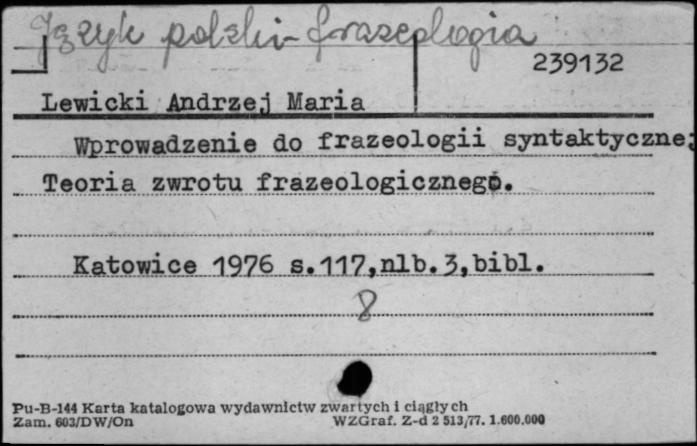 Język polski - frazeologia
239132
Lewicki Andrzej Maria
Wprowadzenie do frazeologii syntaktycznej
Teoria zwrotu frazeologicznego.
Katowice 1976 s.117,nlb.3,bibl.
8
Pu-B-144 Karta katalogowa wydawnictw zwartych i ciągłych
Zam. 603/DW/On WZGraf. Z-d 2 513/77. 1.600.000